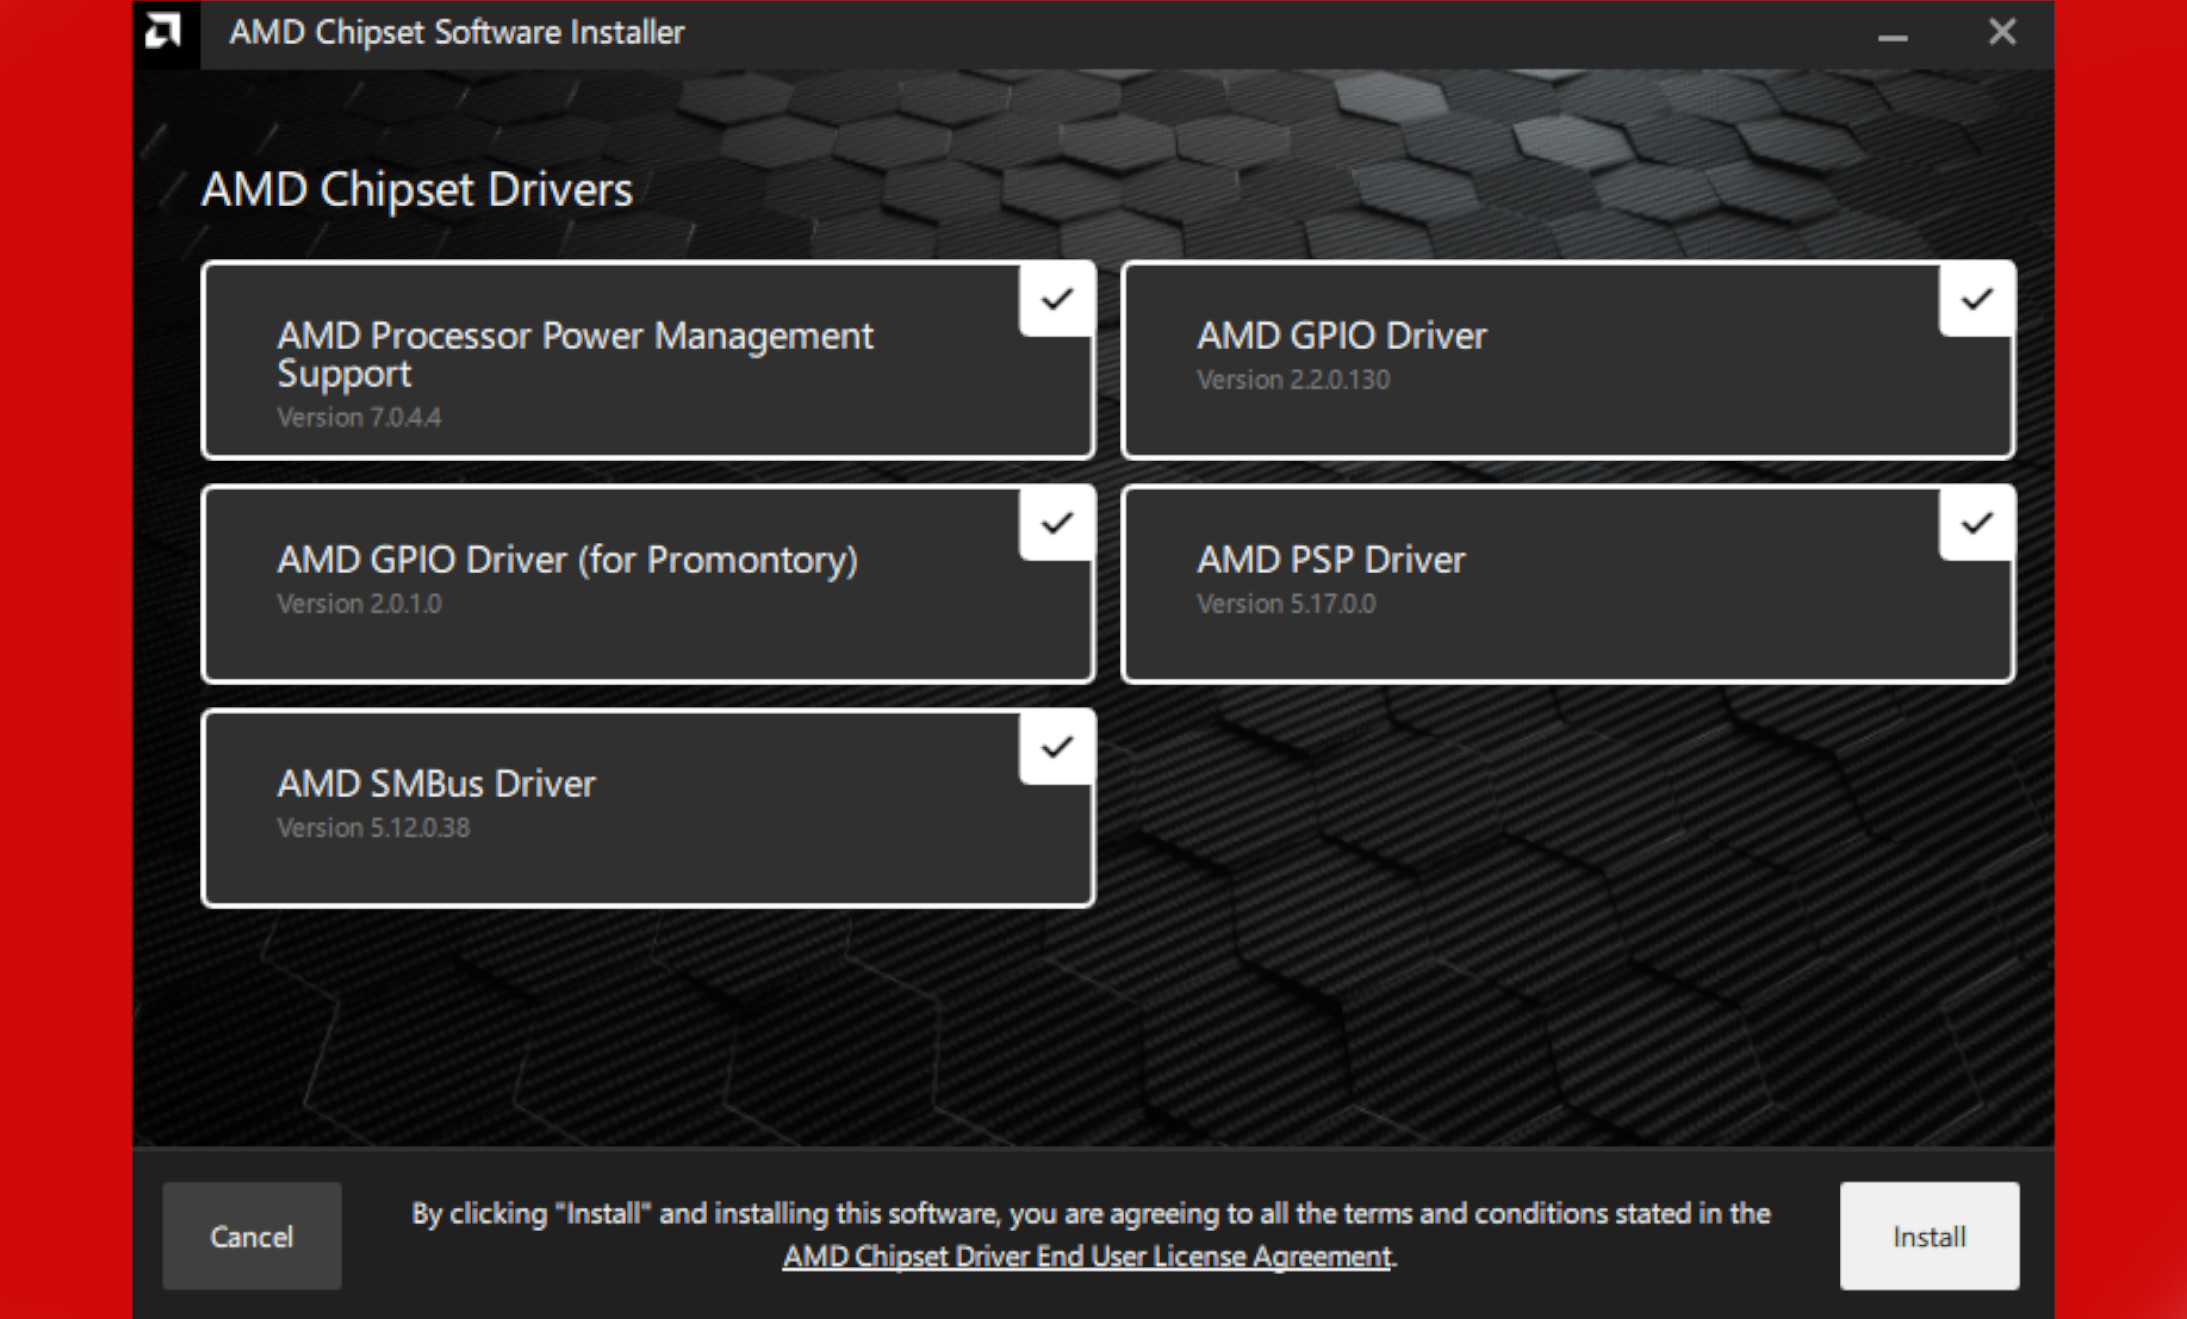 AMD Chipset Software Installer
AMD Chipset Drivers
AMD Processor Power Management
Support
Version 7.0.4.4
AMD GPIO Driver
Version 2.2.0.130
AMD GPIO Driver (for Promontory)
Version 2.0.1.0
AMD PSP Driver
Version 5.17.0.0
AMD SMBus Driver
Version 5.12.0.38
Cancel
By clicking "Install" and installing this software, you are agreeing to all the terms and conditions stated in the
AMD Chipset Driver End User License Agreement.
Install